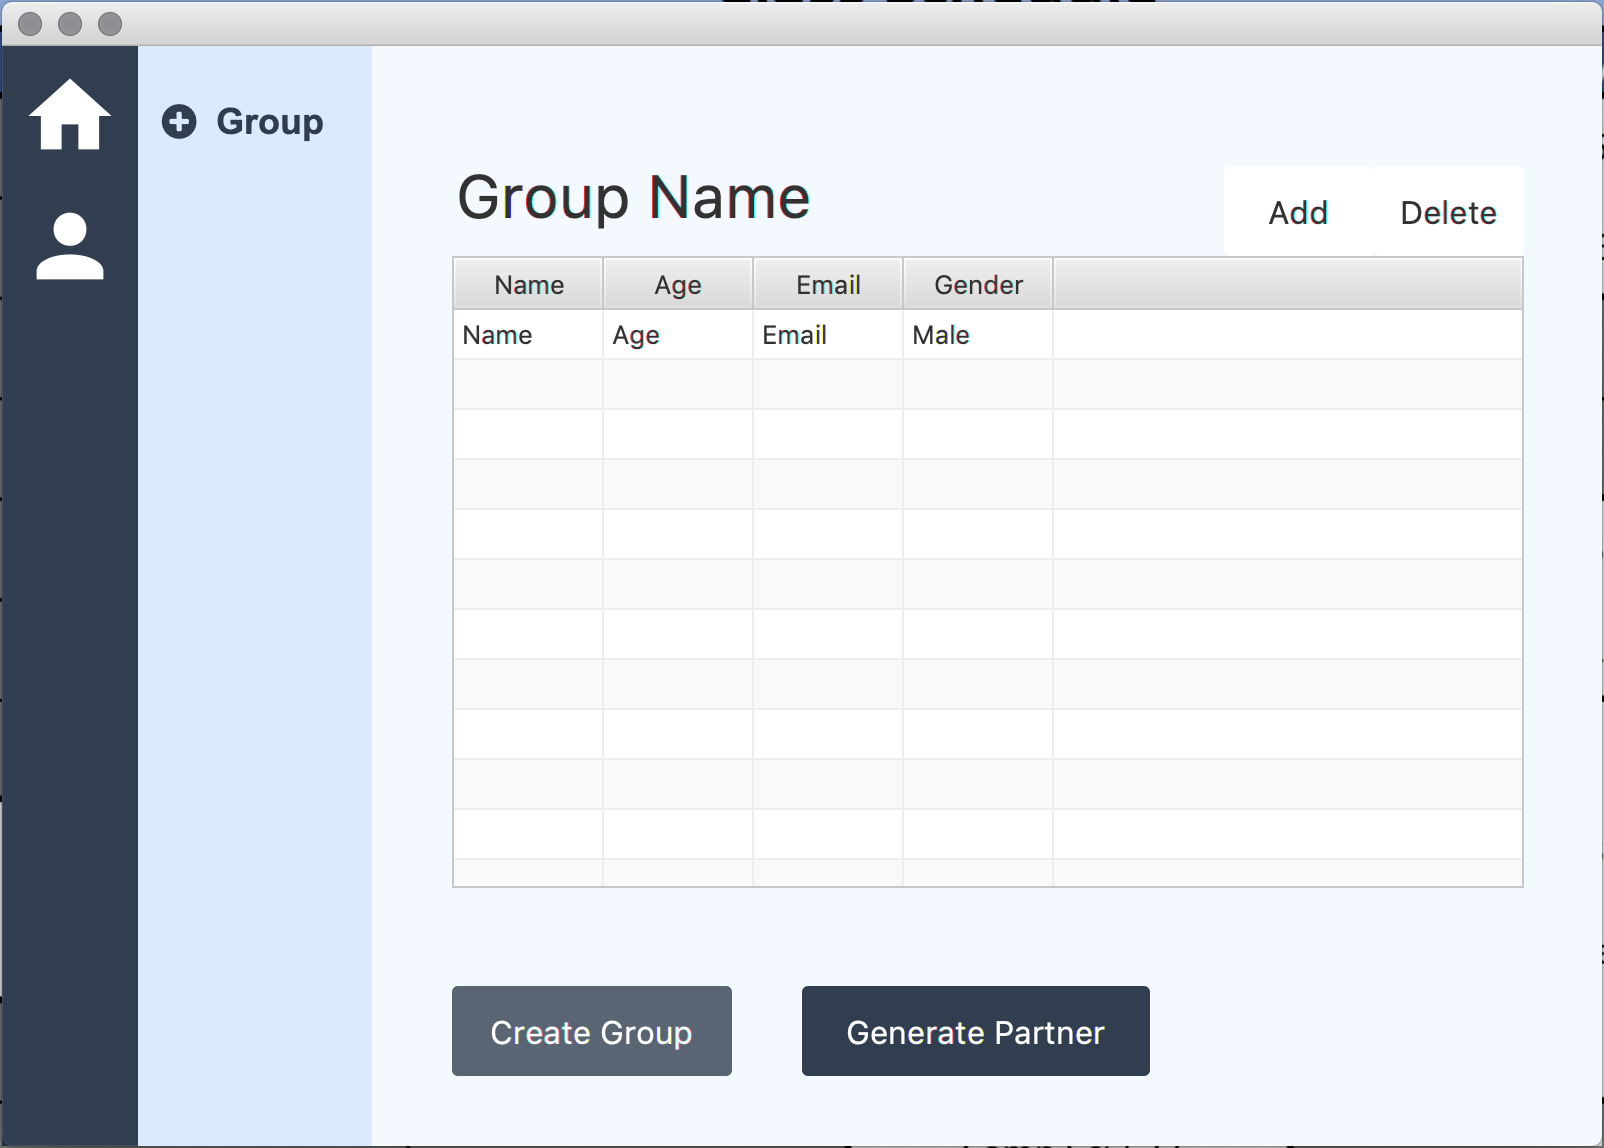 Group
Group Name
Add Delete
Name Age Email Gender
Name Age Email Male
Create Group Generate Partner